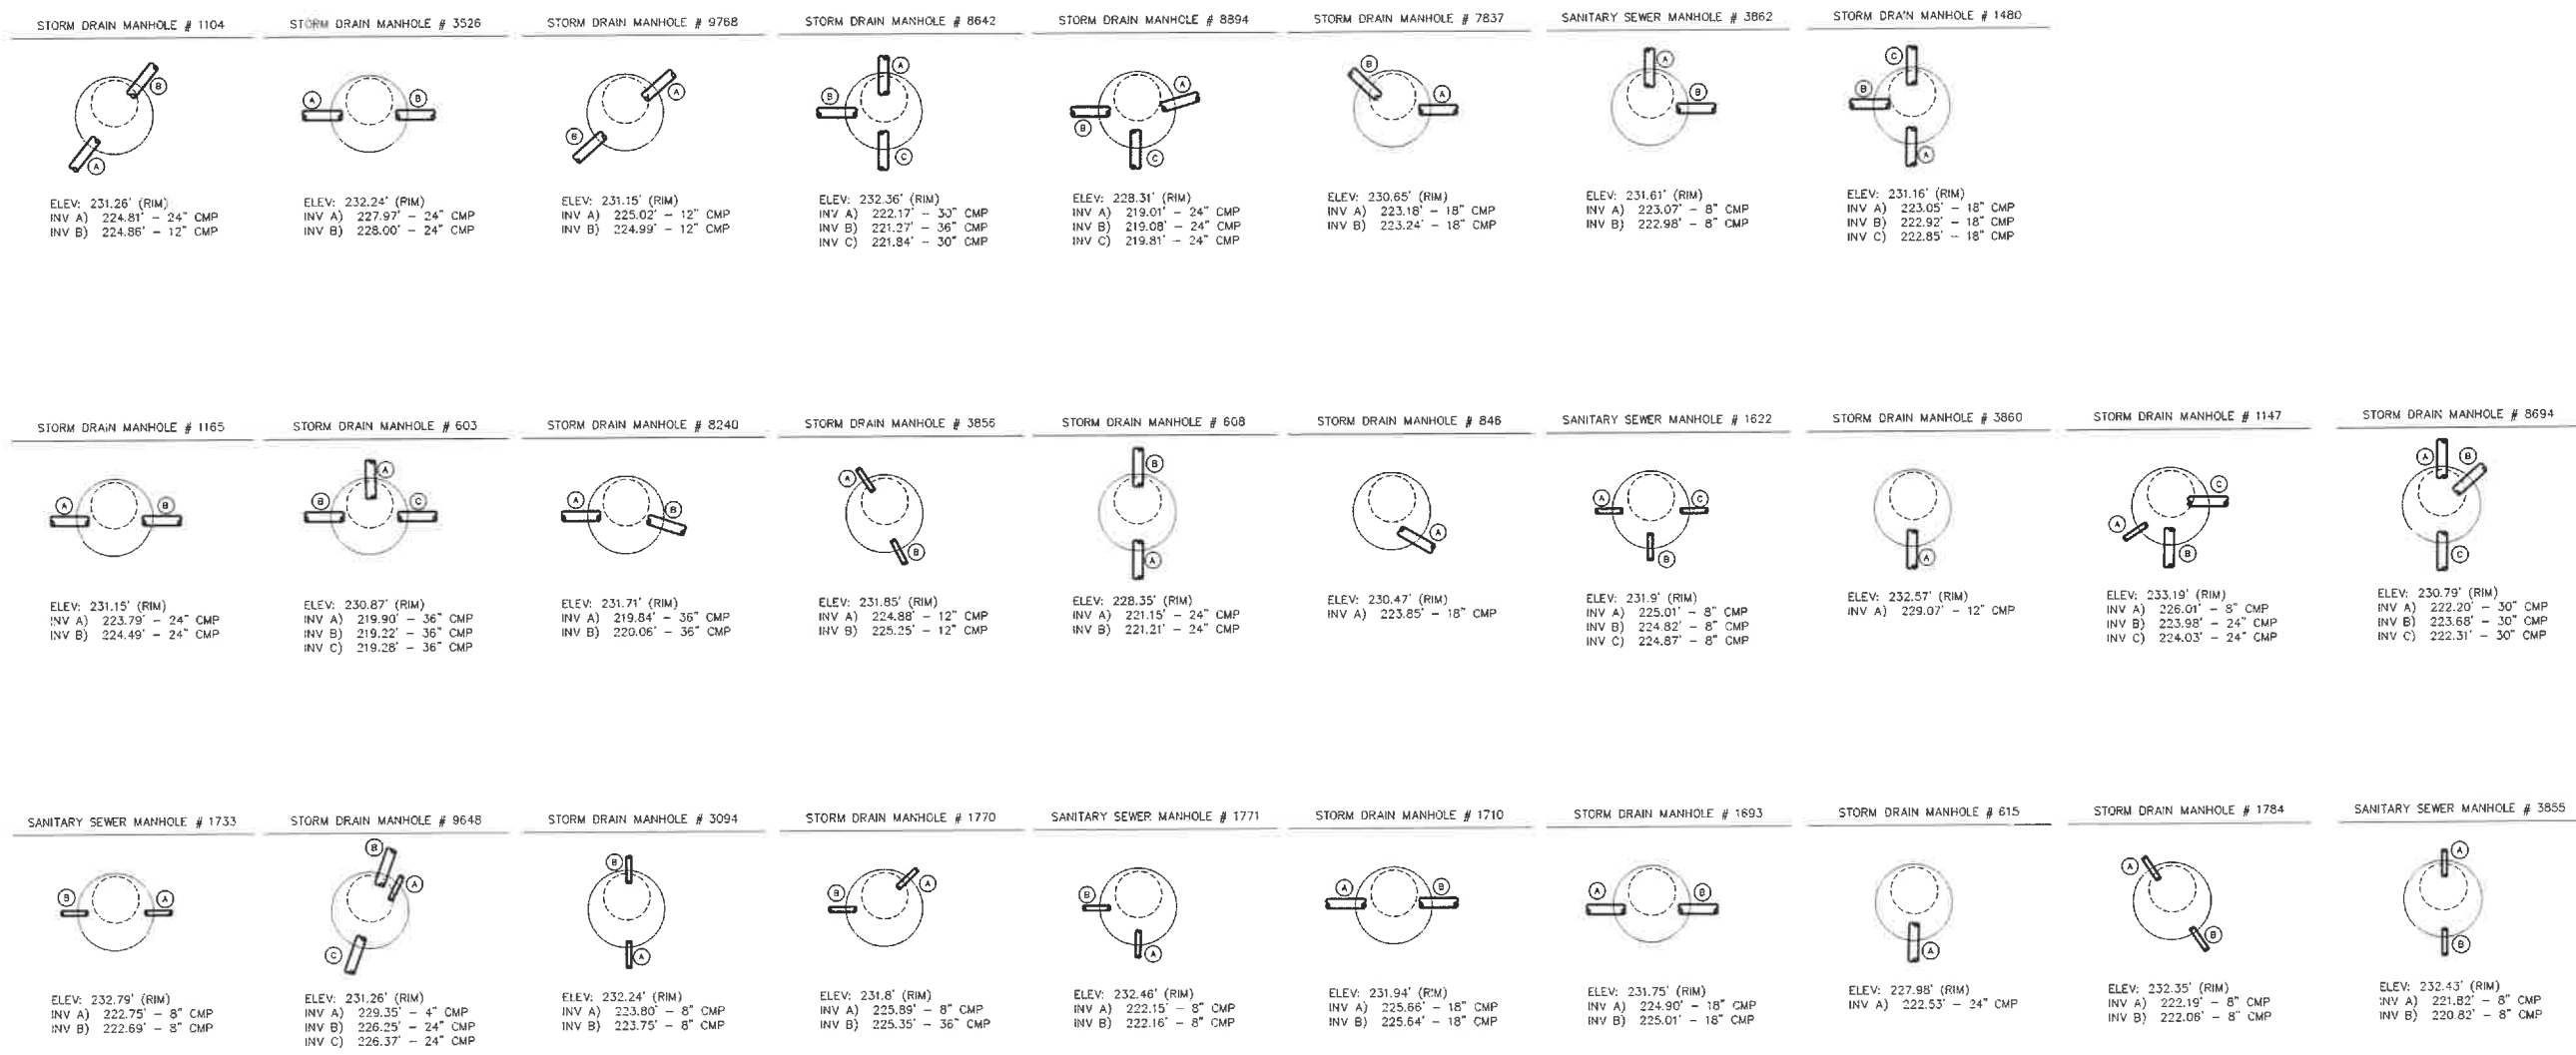 STORM DRAIN MANHOLE # 1104
A
B
ELEV: 231.26' (RIM)
INV A) 224.81' - 24" CMP
INV B) 224.86' - 12" CMP
STORM DRAIN MANHOLE # 3526
A
B
ELEV: 232.24' (RIM)
INV A) 227.97' - 24" CMP
INV B) 228.00' - 24" CMP
STORM DRAIN MANHOLE # 9768
A
B
ELEV: 231.15' (RIM)
INV A) 225.02' - 12" CMP
INV B) 224.99' - 12" CMP
STORM DRAIN MANHOLE # 8642
A
B
C
ELEV: 232.36' (RIM)
INV A) 222.17' - 30" CMP
INV B) 221.27' - 36" CMP
INV C) 221.84' - 30" CMP
STORM DRAIN MANHOLE # 8894
A
B
C
ELEV: 228.31' (RIM)
INV A) 219.01' - 24" CMP
INV B) 219.08' - 24" CMP
INV C) 219.81' - 24" CMP
STORM DRAIN MANHOLE # 7837
B
A
ELEV: 230.65' (RIM)
INV A) 223.18' - 18" CMP
INV B) 223.24' - 18" CMP
SANITARY SEWER MANHOLE # 3862
A
B
ELEV: 231.61' (RIM)
INV A) 223.07' - 8" CMP
INV B) 222.98' - 8" CMP
STORM DRAIN MANHOLE # 1480
C
B
A
ELEV: 231.16' (RIM)
INV A) 223.05' - 18" CMP
INV B) 222.92' - 18" CMP
INV C) 222.85' - 18" CMP
STORM DRAIN MANHOLE # 1165
A
B
ELEV: 231.15' (RIM)
INV A) 223.79' - 24" CMP
INV B) 224.49' - 24" CMP
STORM DRAIN MANHOLE # 603
A
B
C
ELEV: 230.87' (RIM)
INV A) 219.90' - 36" CMP
INV B) 219.22' - 36" CMP
INV C) 219.28' - 36" CMP
STORM DRAIN MANHOLE # 8240
A
B
ELEV: 231.71' (RIM)
INV A) 219.84' - 36" CMP
INV B) 220.06' - 36" CMP
STORM DRAIN MANHOLE # 3856
A
B
ELEV: 231.85' (RIM)
INV A) 224.88' - 12" CMP
INV B) 225.25' - 12" CMP
STORM DRAIN MANHOLE # 608
B
A
ELEV: 228.35' (RIM)
INV A) 221.15' - 24" CMP
INV B) 221.21' - 24" CMP
STORM DRAIN MANHOLE # 846
A
ELEV: 230.47' (RIM)
INV A) 223.85' - 18" CMP
SANITARY SEWER MANHOLE # 1622
A
C
B
ELEV: 231.9' (RIM)
INV A) 225.01' - 8" CMP
INV B) 224.82' - 8" CMP
INV C) 224.87' - 8" CMP
STORM DRAIN MANHOLE # 3860
A
ELEV: 232.57' (RIM)
INV A) 229.07' - 12" CMP
STORM DRAIN MANHOLE # 1147
C
A
B
ELEV: 233.19' (RIM)
INV A) 226.01' - 8" CMP
INV B) 223.98' - 24" CMP
INV C) 224.03' - 24" CMP
STORM DRAIN MANHOLE # 8694
A
B
C
ELEV: 230.79' (RIM)
INV A) 222.20' - 30" CMP
INV B) 223.68' - 30" CMP
INV C) 222.31' - 30" CMP
SANITARY SEWER MANHOLE # 1733
B
A
ELEV: 232.79' (RIM)
INV A) 222.75' - 8" CMP
INV B) 222.69' - 8" CMP
STORM DRAIN MANHOLE # 9648
B
A
C
ELEV: 231.26' (RIM)
INV A) 229.35' - 4" CMP
INV B) 226.25' - 24" CMP
INV C) 226.37' - 24" CMP
STORM DRAIN MANHOLE # 3094
B
A
ELEV: 232.24' (RIM)
INV A) 223.80' - 8" CMP
INV B) 223.75' - 8" CMP
STORM DRAIN MANHOLE # 1770
A
B
ELEV: 231.8' (RIM)
INV A) 225.89' - 8" CMP
INV B) 225.35' - 36" CMP
SANITARY SEWER MANHOLE # 1771
B
A
ELEV: 232.46' (RIM)
INV A) 222.15' - 8" CMP
INV B) 222.16' - 8" CMP
STORM DRAIN MANHOLE # 1710
A
B
ELEV: 231.94' (RIM)
INV A) 225.66' - 18" CMP
INV B) 225.64' - 18" CMP
STORM DRAIN MANHOLE # 1693
A
B
ELEV: 231.75' (RIM)
INV A) 224.90' - 18" CMP
INV B) 225.01' - 18" CMP
STORM DRAIN MANHOLE # 615
A
ELEV: 227.98' (RIM)
INV A) 222.53' - 24" CMP
STORM DRAIN MANHOLE # 1784
A
B
ELEV: 232.35' (RIM)
INV A) 222.19' - 8" CMP
INV B) 222.06' - 8" CMP
SANITARY SEWER MANHOLE # 3855
A
B
ELEV: 232.43' (RIM)
INV A) 221.82' - 8" CMP
INV B) 220.82' - 8" CMP